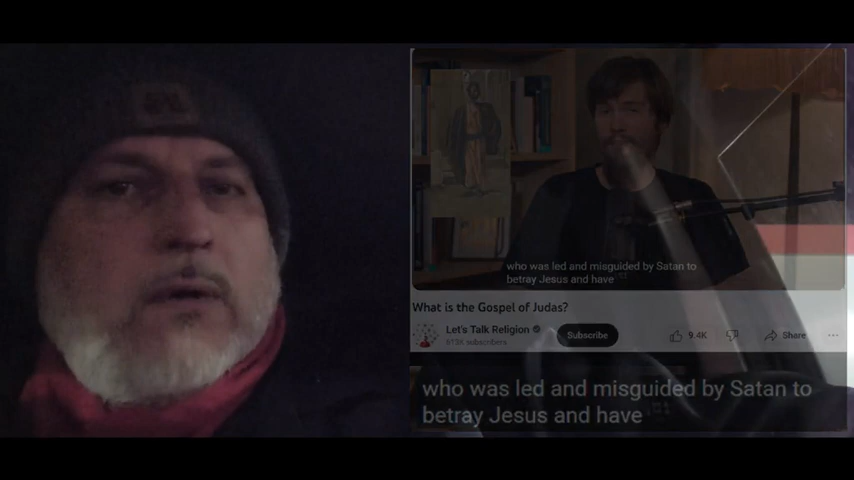 who was led and misguided by Satan to
betray Jesus and have
What is the Gospel of Judas?
Let's Talk Religion
Subscribe
9.4K
Share
subscribers
who was led and misguided by Satan to
betray Jesus and have